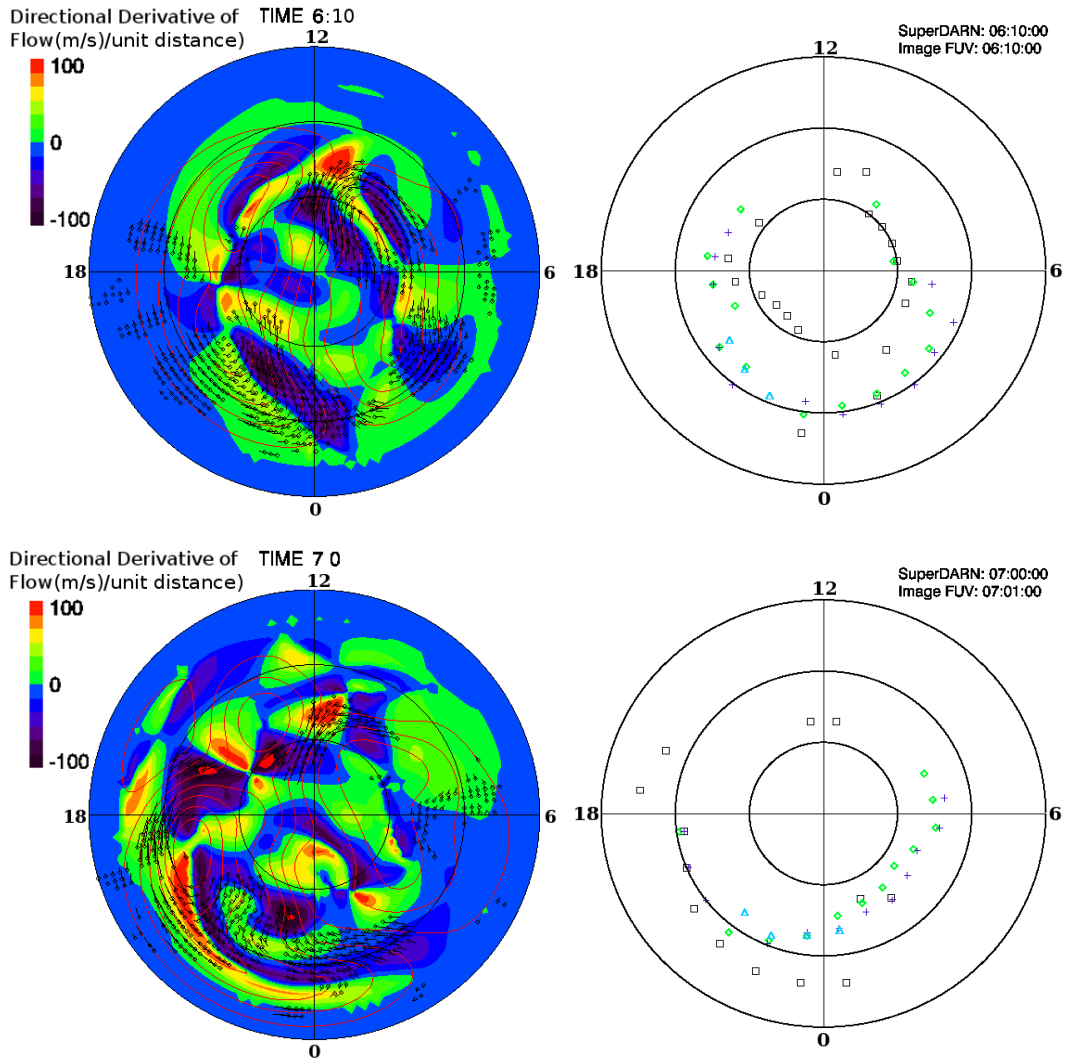 Directional Derivative of TIME 6:10
Flow(m/s)/unit distance)
12
100
0
-100
18
6
0
SuperDARN: 06:10:00
Image FUV: 06:10:00
12
18
6
0
Directional Derivative of TIME 7 0
Flow(m/s)/unit distance)
12
100
0
-100
18
6
0
SuperDARN: 07:00:00
Image FUV: 07:01:00
12
18
6
0